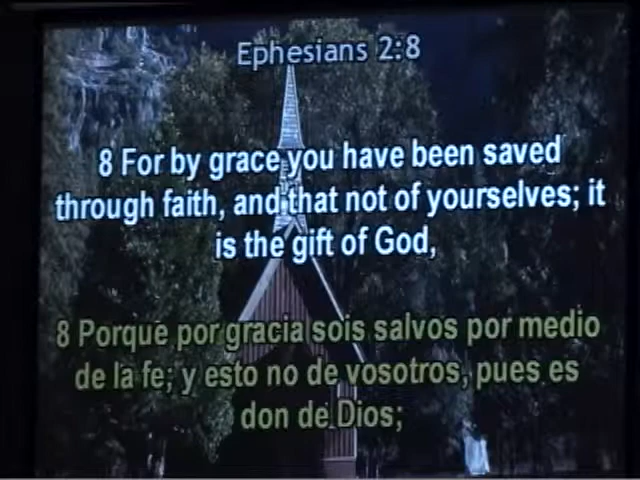 Ephesians 2:8
8 For by grace you have been saved
through faith, and that not of yourselves; it
is the gift of God,
8 Porque por gracia sois salvos por medio
de la fe; y esto no de vosotros, pues es
don de Dios;